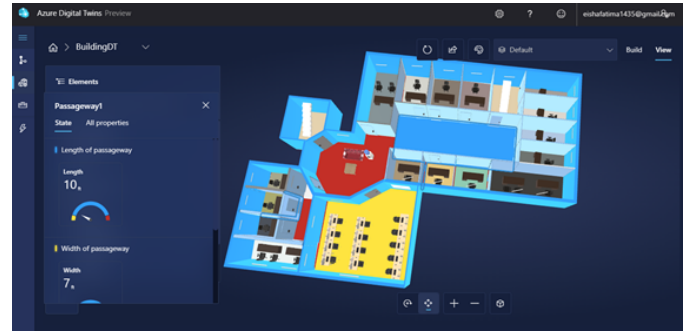 Azure Digital Twins Preview
?
eishafatima1435@gmail.com
BuildingDT
Default
Build
View
Elements
Passageway1
State
All properties
Length of passageway
Length
10
Width of passageway
Width
7